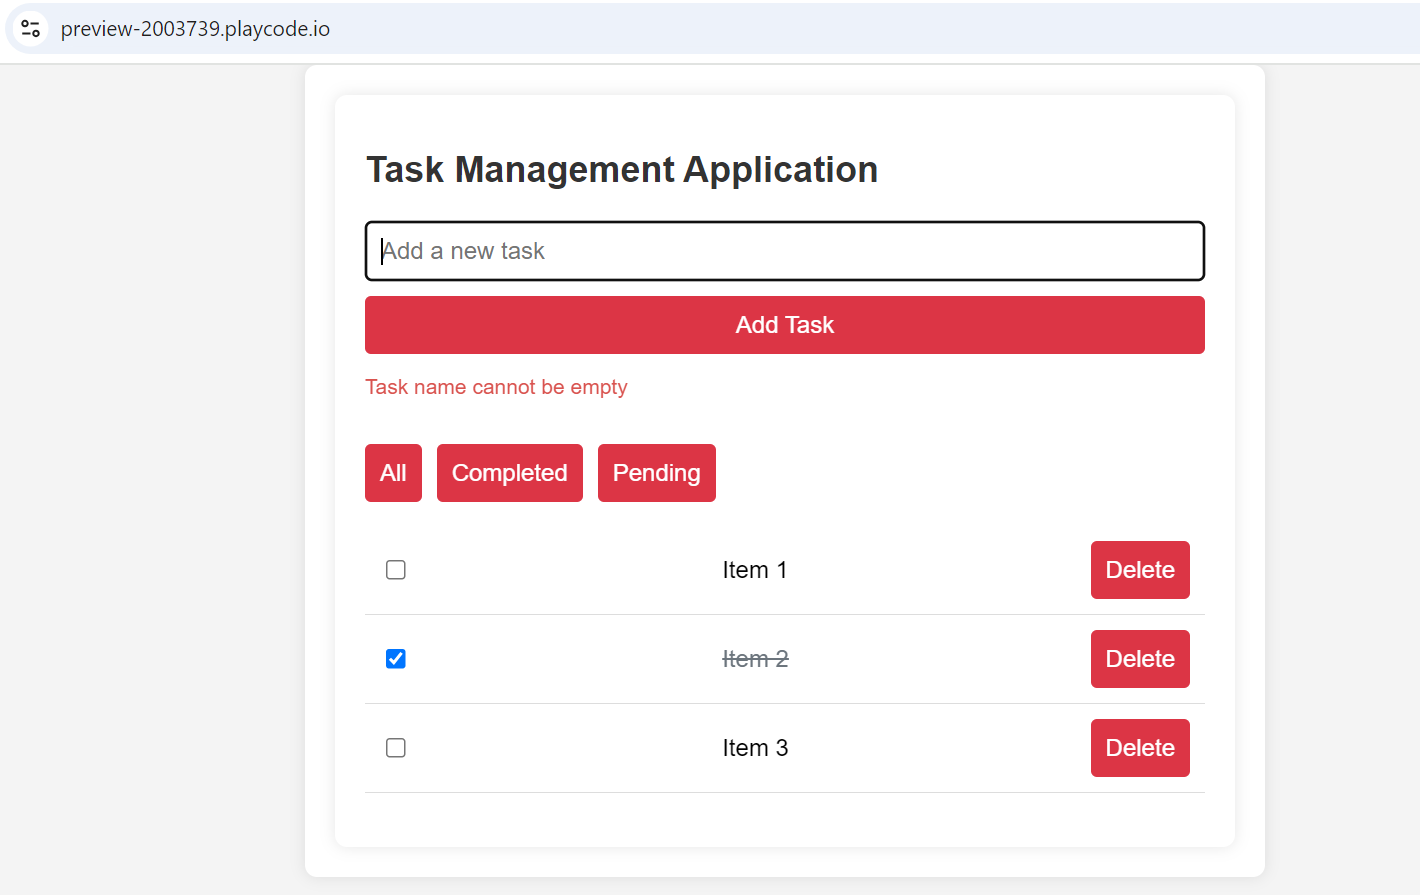 preview-2003739.playcode.io
Task Management Application
Add a new task
Add Task
Task name cannot be empty
All Completed Pending
Item 1 Delete
Item 2 Delete
Item 3 Delete